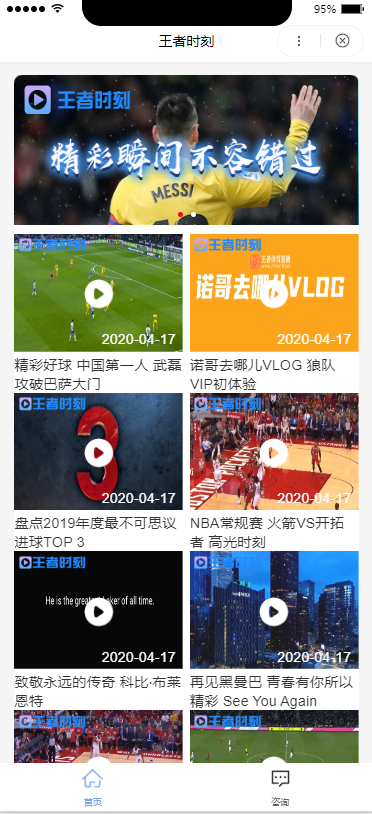 95%
王者时刻
王者时刻
精彩瞬间不容错过
MESSI
王者时刻
2020-04-17
精彩好球 中国第一人 武磊
攻破巴萨大门
王者时刻
王者体育直播
诺哥去哪儿VLOG
2020-04-17
诺哥去哪儿VLOG 狼队
VIP初体验
王者时刻
3
2020-04-17
盘点2019年度最不可思议
进球TOP 3
王者时刻
2020-04-17
NBA常规赛 火箭VS开拓
者 高光时刻
王者时刻
He is the greatest laker of all time.
2020-04-17
致敬永远的传奇 科比·布莱
恩特
王者时刻
2020-04-17
再见黑曼巴 青春有你所以
精彩 See You Again
王者时刻
王者时刻
首页
咨询